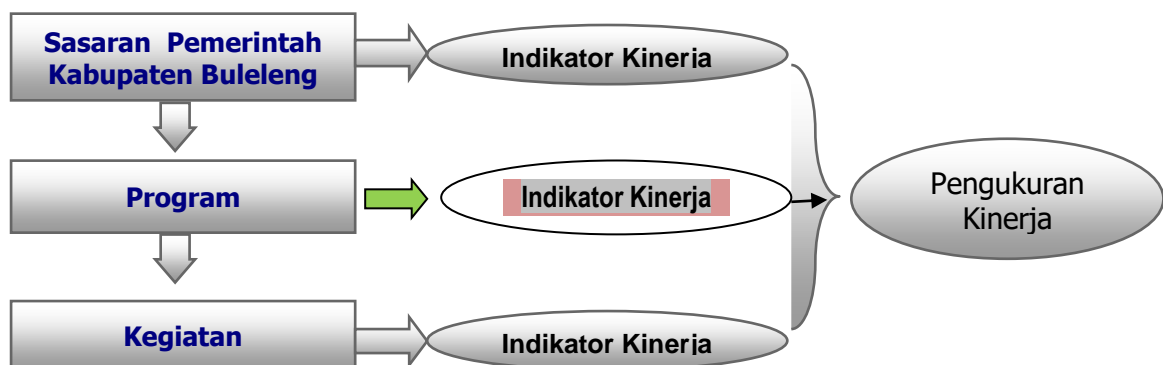 Sasaran Pemerintah
Kabupaten Buleleng
Indikator Kinerja
Program
Indikator Kinerja
Pengukuran
Kinerja
Kegiatan
Indikator Kinerja